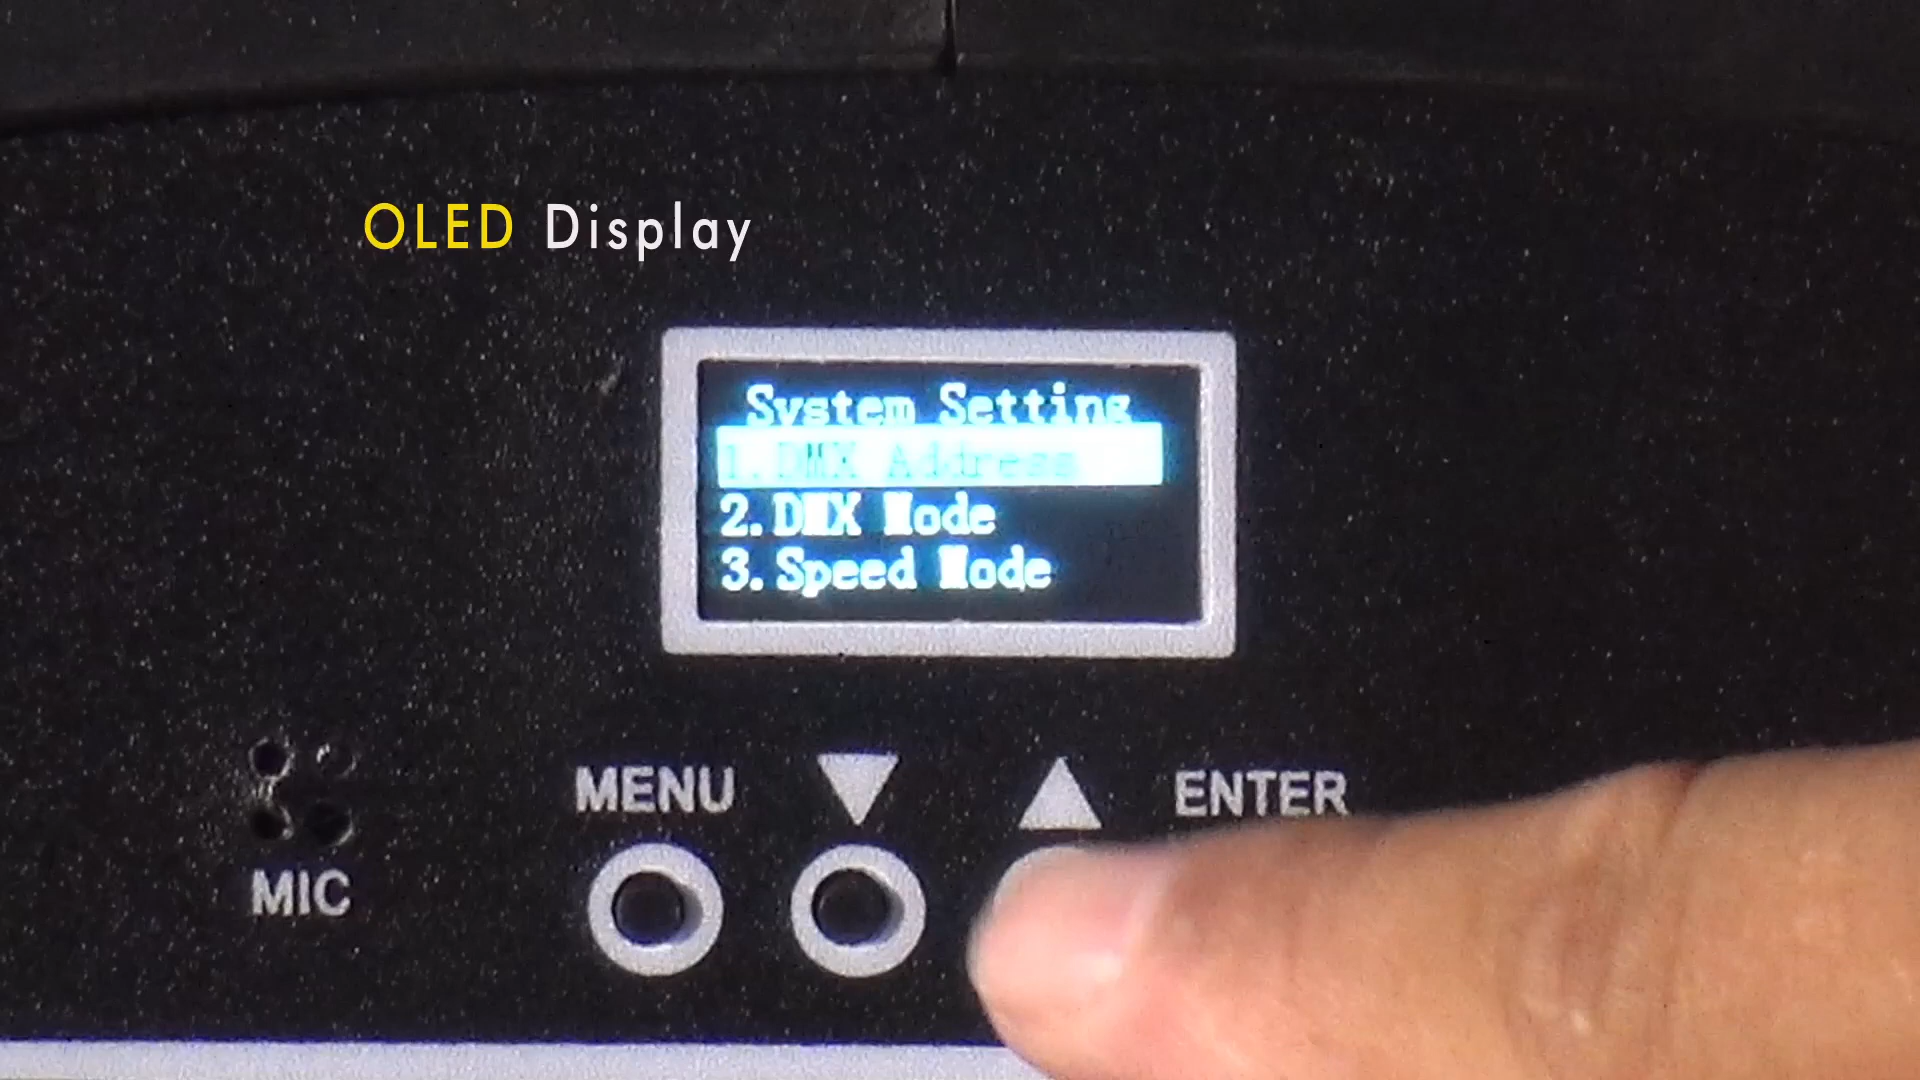 OLED Display
System Setting
1.DMX Address
2.DMX Mode
3.Speed Mode
MENU ▼ ▲ ENTER
MIC